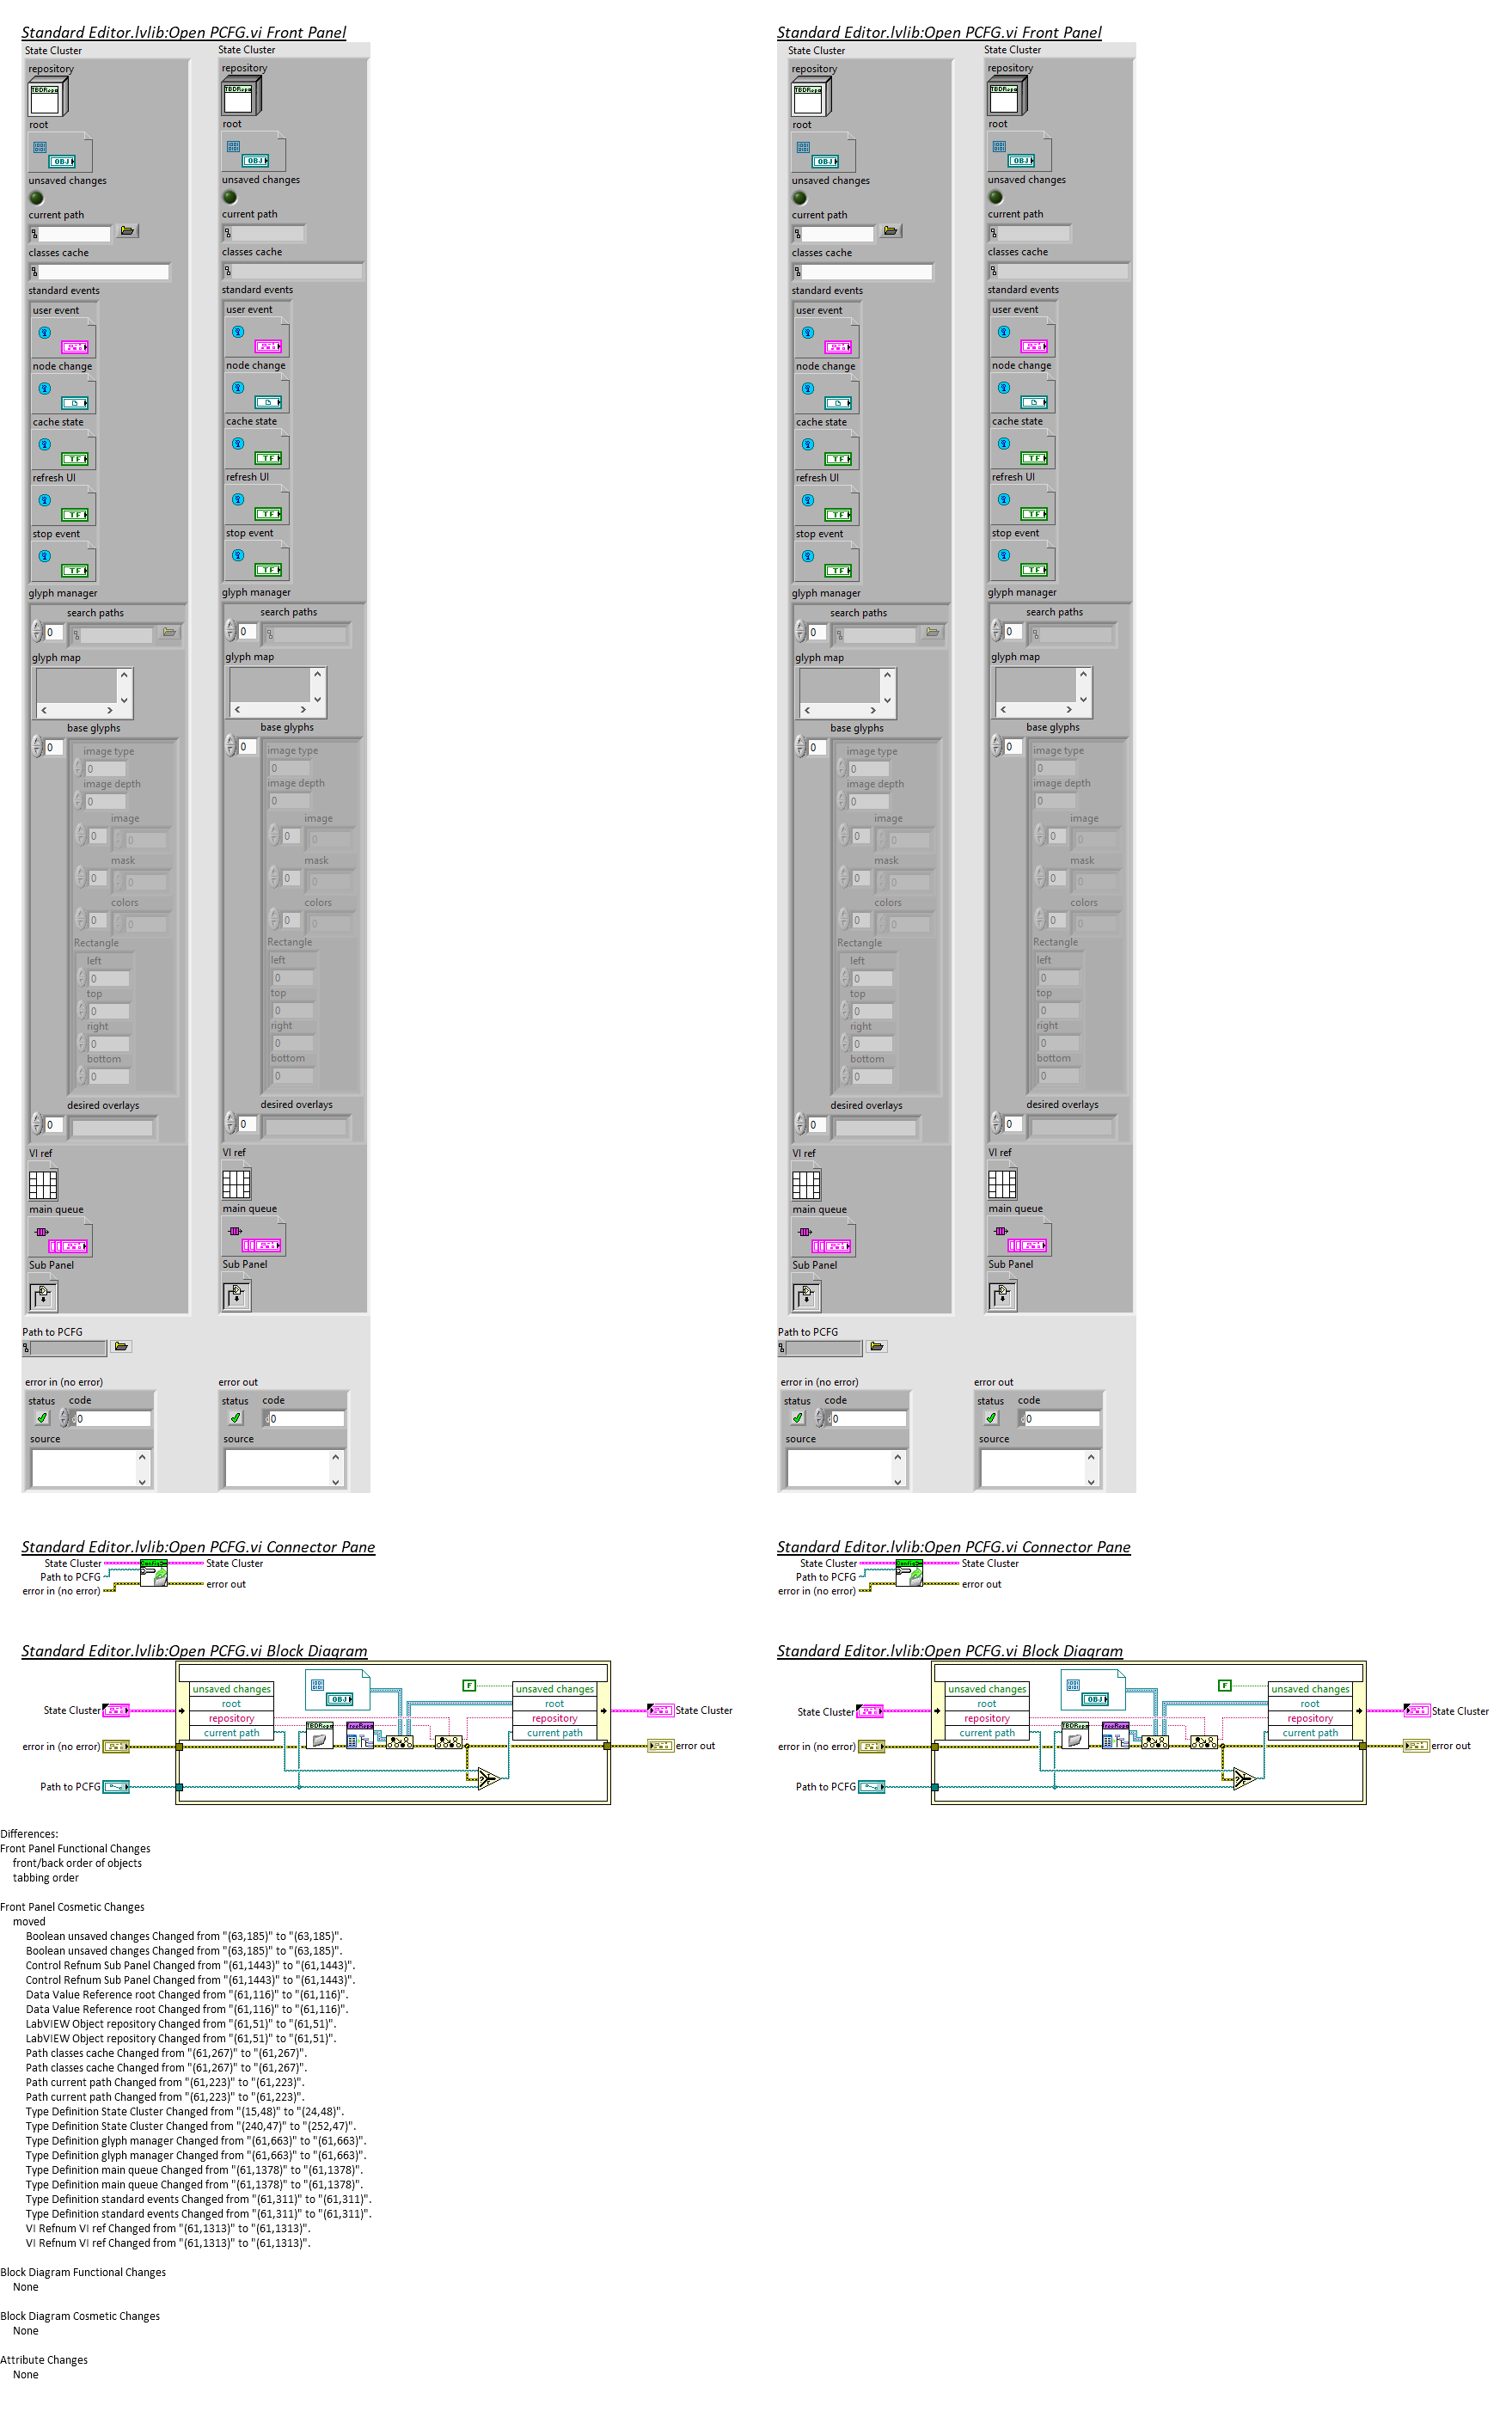 Standard Editor.lvlib:Open PCFG.vi Front Panel
State Cluster
repository
TBDRepo
root
OBJ
unsaved changes
current path
classes cache
standard events
user event
node change
cache state
TF
refresh UI
TF
stop event
TF
glyph manager
search paths
0
glyph map
base glyphs
0
image type
0
image depth
0
image
0 0
mask
0 0
colors
0 0
Rectangle
left
0
top
0
right
0
bottom
0
desired overlays
0
VI ref
main queue
Sub Panel
Path to PCFG
error in (no error)
status code
0
source
State Cluster
repository
TBDRepo
root
OBJ
unsaved changes
current path
classes cache
standard events
user event
node change
cache state
TF
refresh UI
TF
stop event
TF
glyph manager
search paths
0
glyph map
base glyphs
0
image type
0
image depth
0
image
0 0
mask
0 0
colors
0 0
Rectangle
left
0
top
0
right
0
bottom
0
desired overlays
0
VI ref
main queue
Sub Panel
error out
status code
0
source
Standard Editor.lvlib:Open PCFG.vi Front Panel
State Cluster
repository
TBDRepo
root
OBJ
unsaved changes
current path
classes cache
standard events
user event
node change
cache state
TF
refresh UI
TF
stop event
TF
glyph manager
search paths
0
glyph map
base glyphs
0
image type
0
image depth
0
image
0 0
mask
0 0
colors
0 0
Rectangle
left
0
top
0
right
0
bottom
0
desired overlays
0
VI ref
main queue
Sub Panel
Path to PCFG
error in (no error)
status code
0
source
State Cluster
repository
TBDRepo
root
OBJ
unsaved changes
current path
classes cache
standard events
user event
node change
cache state
TF
refresh UI
TF
stop event
TF
glyph manager
search paths
0
glyph map
base glyphs
0
image type
0
image depth
0
image
0 0
mask
0 0
colors
0 0
Rectangle
left
0
top
0
right
0
bottom
0
desired overlays
0
VI ref
main queue
Sub Panel
error out
status code
0
source
Standard Editor.lvlib:Open PCFG.vi Connector Pane
State Cluster State Cluster
Path to PCFG
error in (no error) error out
Standard Editor.lvlib:Open PCFG.vi Connector Pane
State Cluster State Cluster
Path to PCFG
error in (no error) error out
Standard Editor.lvlib:Open PCFG.vi Block Diagram
unsaved changes F unsaved changes
root OBJ root
State Cluster repository repository State Cluster
current path TBDRepo current path
error in (no error) error out
Path to PCFG
Standard Editor.lvlib:Open PCFG.vi Block Diagram
unsaved changes F unsaved changes
root OBJ root
State Cluster repository repository State Cluster
current path TBDRepo current path
error in (no error) error out
Path to PCFG
Differences:
Front Panel Functional Changes
front/back order of objects
tabbing order
Front Panel Cosmetic Changes
moved
Boolean unsaved changes Changed from "(63,185)" to "(63,185)".
Boolean unsaved changes Changed from "(63,185)" to "(63,185)".
Control Refnum Sub Panel Changed from "(61,1443)" to "(61,1443)".
Control Refnum Sub Panel Changed from "(61,1443)" to "(61,1443)".
Data Value Reference root Changed from "(61,116)" to "(61,116)".
Data Value Reference root Changed from "(61,116)" to "(61,116)".
LabVIEW Object repository Changed from "(61,51)" to "(61,51)".
LabVIEW Object repository Changed from "(61,51)" to "(61,51)".
Path classes cache Changed from "(61,267)" to "(61,267)".
Path classes cache Changed from "(61,267)" to "(61,267)".
Path current path Changed from "(61,223)" to "(61,223)".
Path current path Changed from "(61,223)" to "(61,223)".
Type Definition State Cluster Changed from "(15,48)" to "(24,48)".
Type Definition State Cluster Changed from "(240,47)" to "(252,47)".
Type Definition glyph manager Changed from "(61,663)" to "(61,663)".
Type Definition glyph manager Changed from "(61,663)" to "(61,663)".
Type Definition main queue Changed from "(61,1378)" to "(61,1378)".
Type Definition main queue Changed from "(61,1378)" to "(61,1378)".
Type Definition standard events Changed from "(61,311)" to "(61,311)".
Type Definition standard events Changed from "(61,311)" to "(61,311)".
VI Refnum VI ref Changed from "(61,1313)" to "(61,1313)".
VI Refnum VI ref Changed from "(61,1313)" to "(61,1313)".
Block Diagram Functional Changes
None
Block Diagram Cosmetic Changes
None
Attribute Changes
None